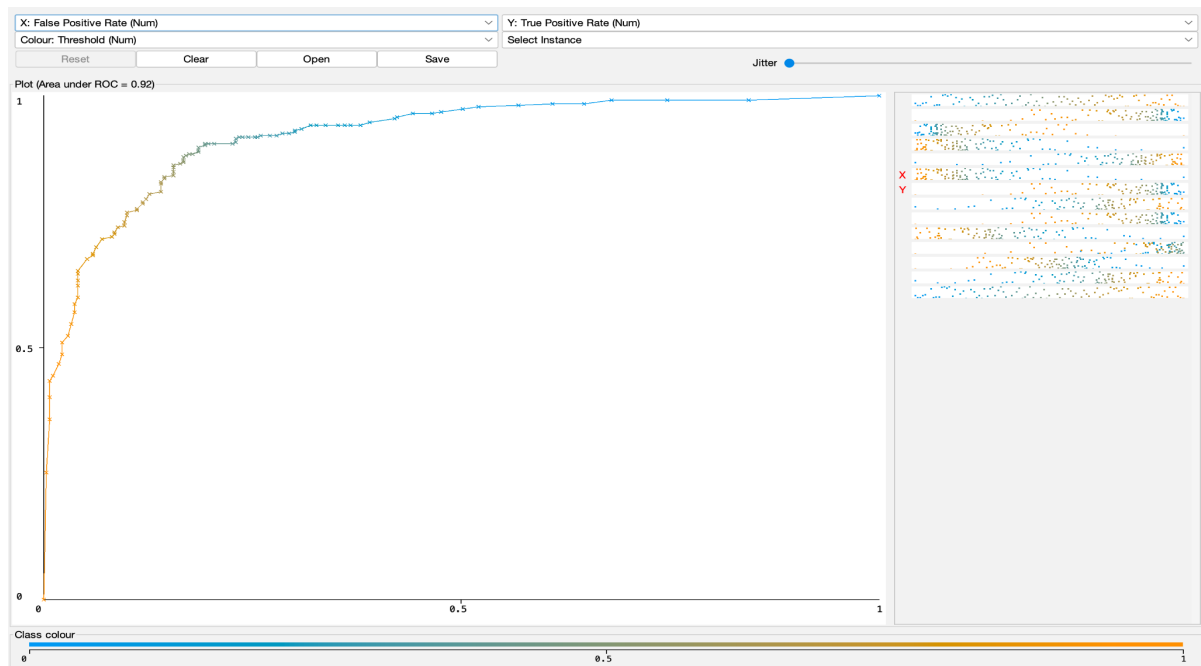 X: False Positive Rate (Num)
Y: True Positive Rate (Num)
Colour: Threshold (Num)
Select Instance
Reset
Clear
Open
Save
Jitter
Plot (Area under ROC = 0.92)
1
0.5
0
0
0.5
1
X
Y
Class colour
0
0.5
1